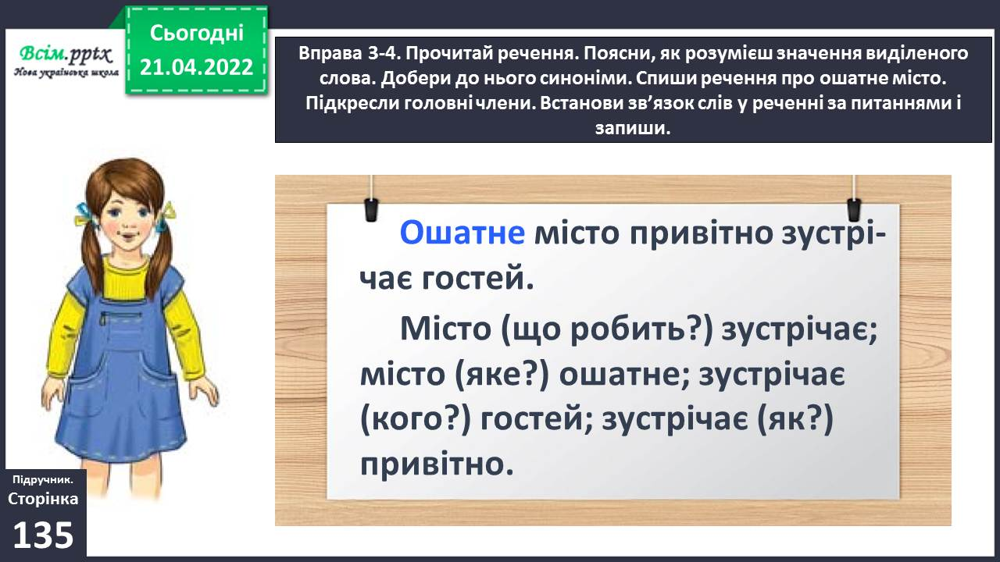 Всім.pptx
Нова українська школа
Сьогодні
21.04.2022
Вправа 3-4. Прочитай речення. Поясни, як розумієш значення виділеного
слова. Добери до нього синоніми. Спиши речення про ошатне місто.
Підкресли головні члени. Встанови зв’язок слів у реченні за питаннями і
запиши.
Ошатне місто привітно зустрі-
чає гостей.
Місто (що робить?) зустрічає;
місто (яке?) ошатне; зустрічає
(кого?) гостей; зустрічає (як?)
привітно.
Підручник.
Сторінка
135